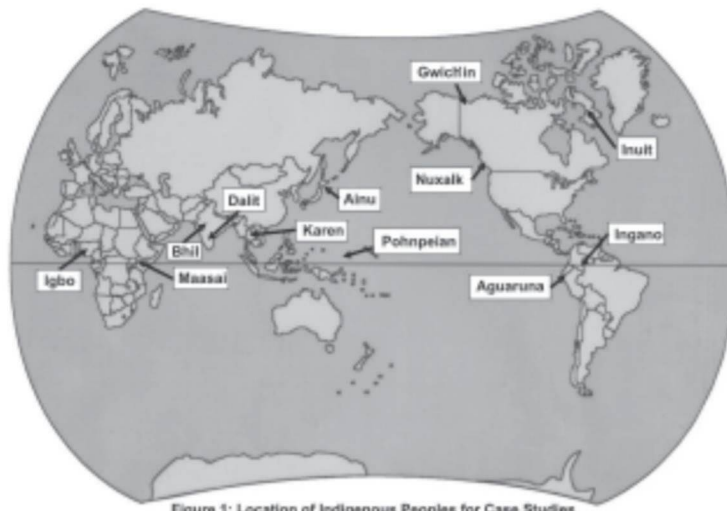 Gwich'in
Inuit
Nuxalk
Dalit
Ainu
Karen
Ingano
Bhil
Pohnpeian
Igbo
Maasai
Aguaruna
Figure 1: Location of Indigenous Peoples for Case Studies